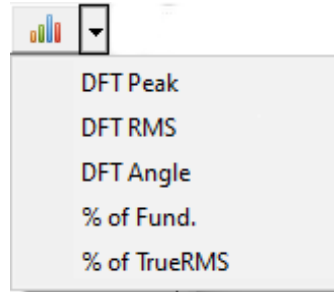 DFT Peak
DFT RMS
DFT Angle
% of Fund.
% of TrueRMS